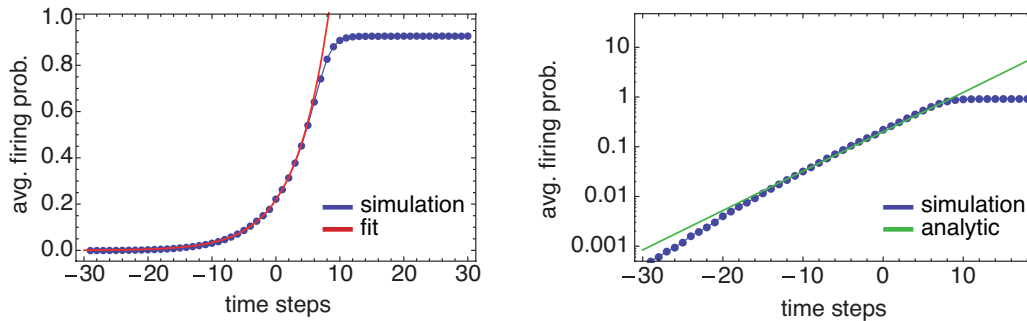 avg. firing prob.
1.0
0.8
0.6
0.4
0.2
0.0
simulation
fit
−30 −20 −10 0 10 20 30
time steps
avg. firing prob.
10
1
0.1
0.01
0.001
simulation
analytic
−30 −20 −10 0 10
time steps